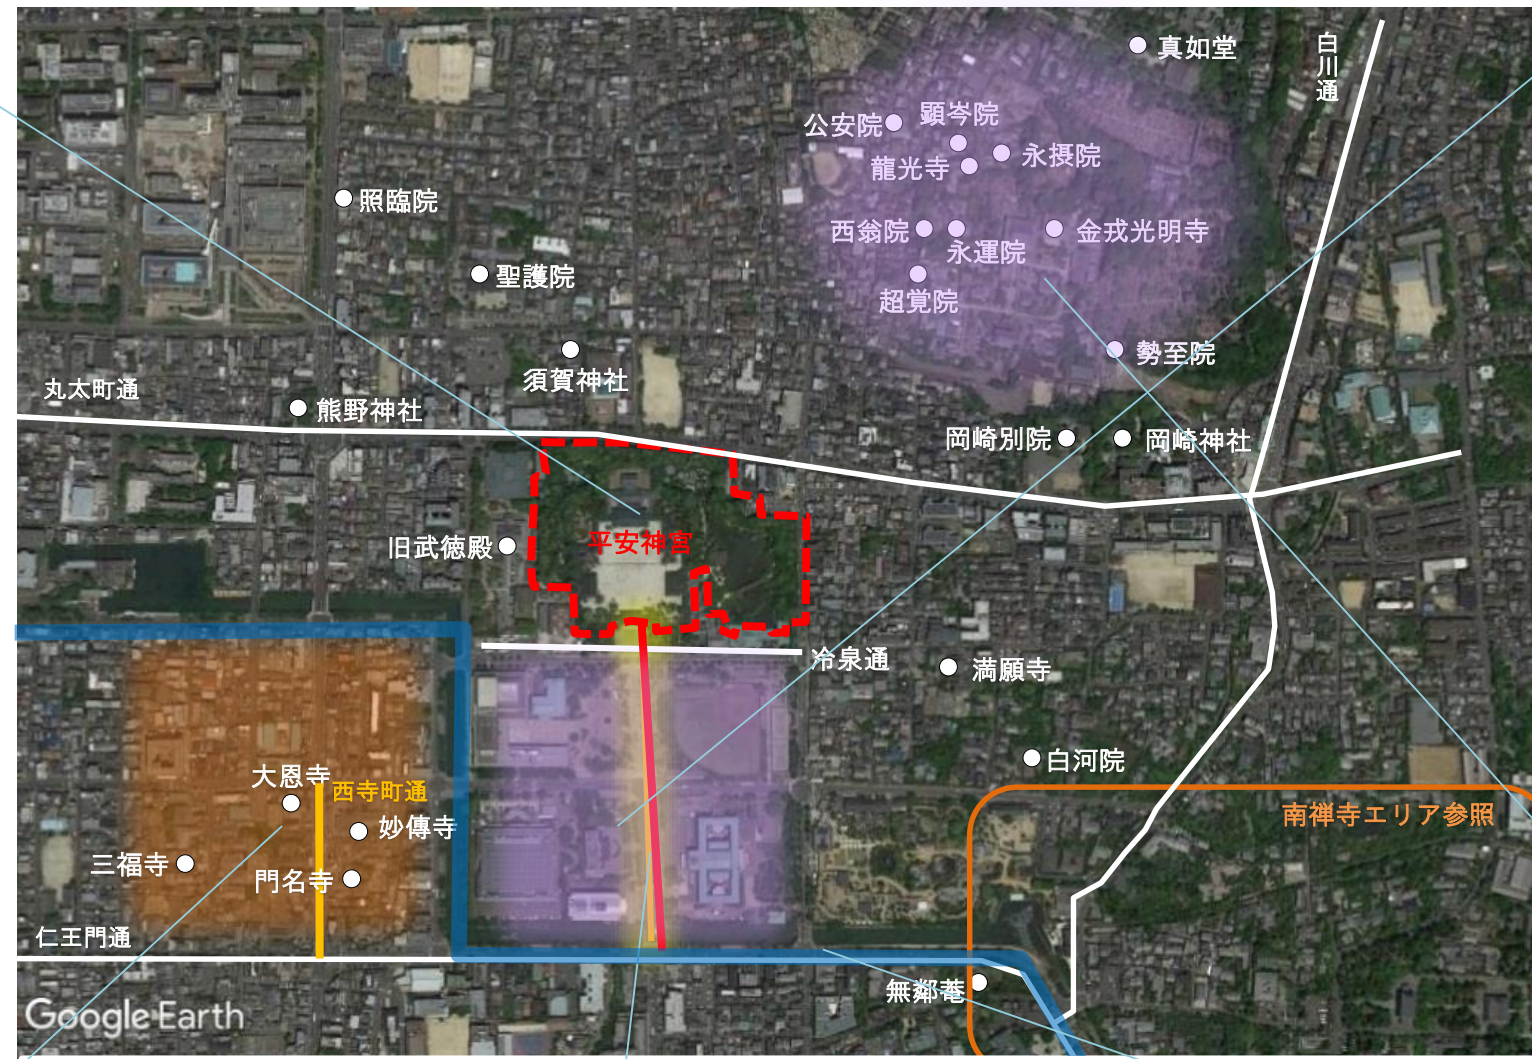 真如堂
白川通
顕岑院
公安院
永摂院
龍光寺
照臨院
西翁院
金戎光明寺
永運院
聖護院
超覚院
勢至院
須賀神社
丸太町通
熊野神社
岡崎別院
岡崎神社
平安神宮
旧武徳殿
冷泉通
満願寺
白河院
大恩寺
西寺町通
南禅寺エリア参照
妙傳寺
三福寺
門名寺
仁王門通
無鄰菴
Google Earth